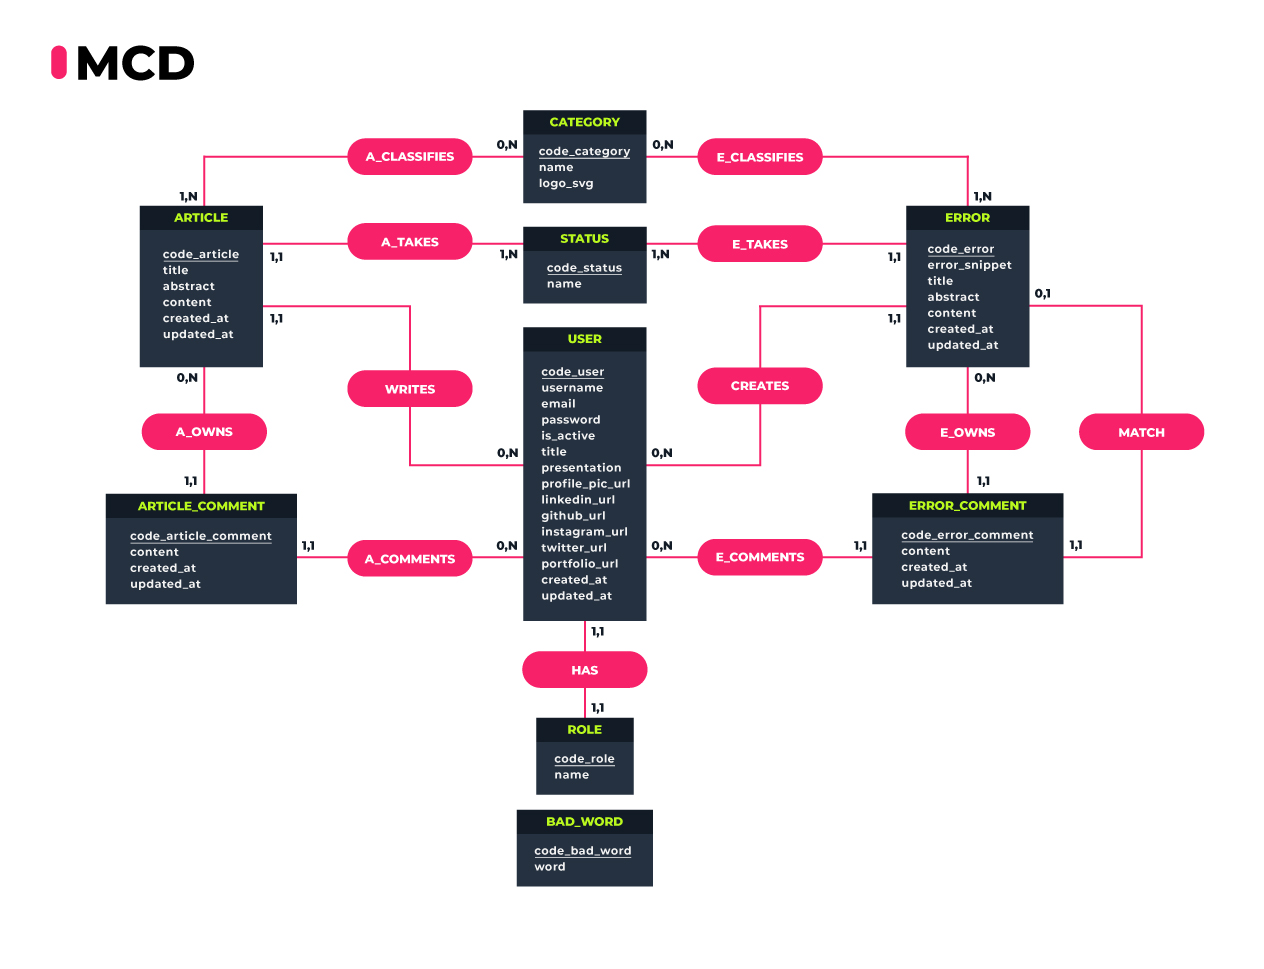 MCD
CATEGORY
code_category
name
logo_svg
A_CLASSIFIES
0,N
0,N
E_CLASSIFIES
1,N
1,N
ARTICLE
code_article
title
abstract
content
created_at
updated_at
A_TAKES
1,1
1,N
STATUS
code_status
name
1,N
E_TAKES
1,1
ERROR
code_error
error_snippet
title
abstract
content
created_at
updated_at
1,1
1,1
0,1
USER
code_user
username
email
password
is_active
title
presentation
profile_pic_url
linkedin_url
github_url
instagram_url
twitter_url
portfolio_url
created_at
updated_at
0,N
WRITES
CREATES
0,N
A_OWNS
E_OWNS
MATCH
0,N
0,N
1,1
1,1
ARTICLE_COMMENT
code_article_comment
content
created_at
updated_at
1,1
A_COMMENTS
0,N
0,N
E_COMMENTS
1,1
ERROR_COMMENT
code_error_comment
content
created_at
updated_at
1,1
1,1
HAS
1,1
ROLE
code_role
name
BAD_WORD
code_bad_word
word